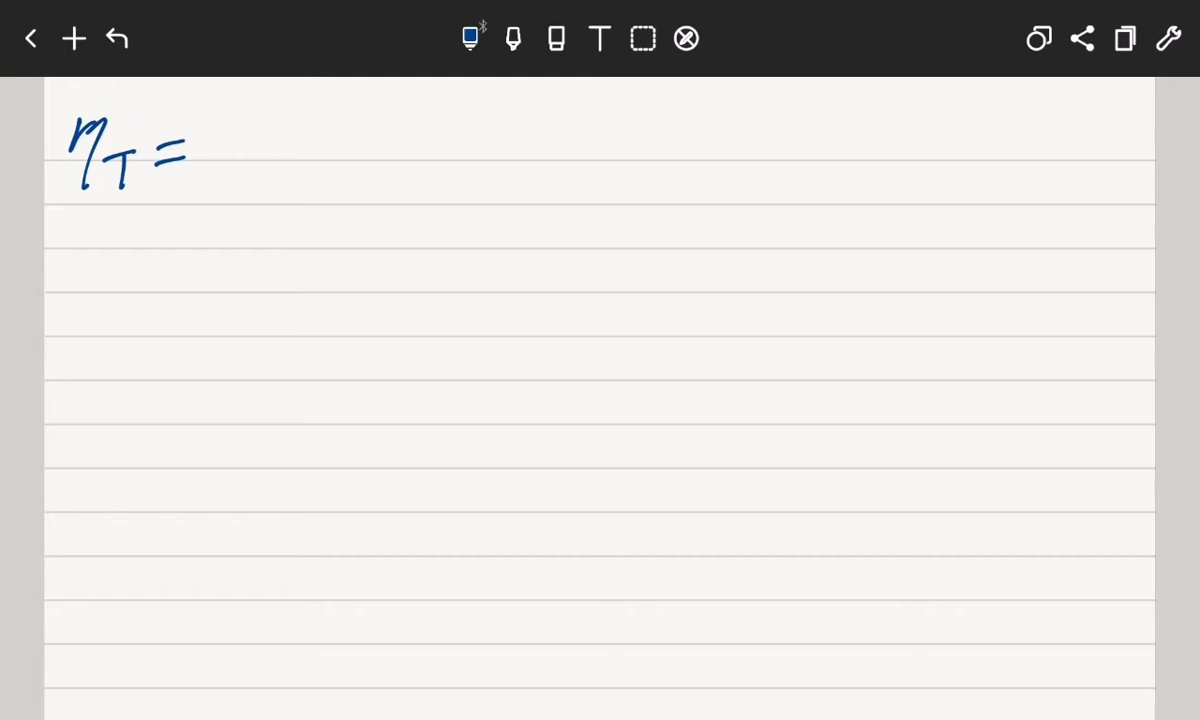 η_T =